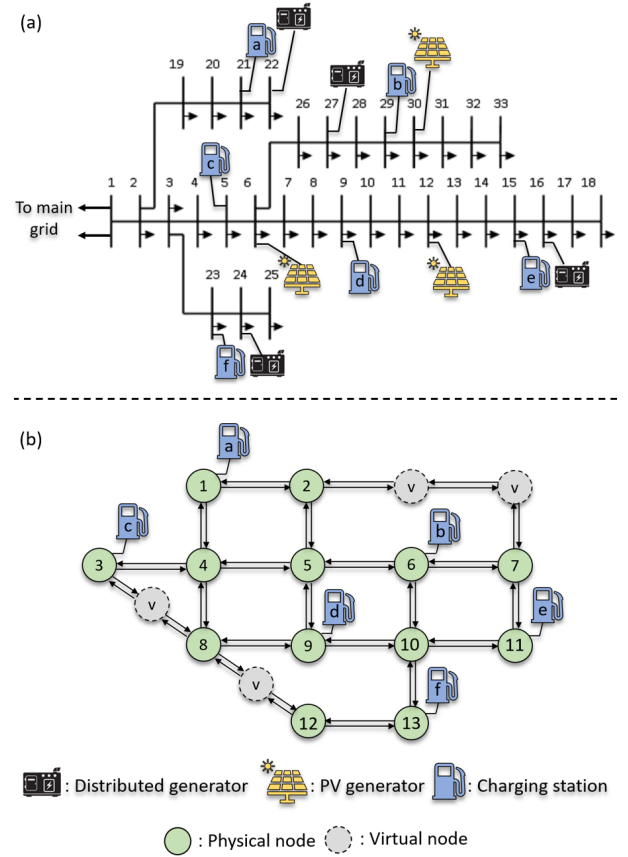 (a)
a
19 20 21 22
b
26 27 28 29 30 31 32 33
c
1 2 3 4 5 6 7 8 9 10 11 12 13 14 15 16 17 18
To main
grid
d
e
23 24 25
f
(b)
a
1 2 v v
c
b
3 4 5 6 7
v
d
e
8 9 10 11
v
f
12 13
: Distributed generator : PV generator : Charging station
: Physical node v : Virtual node